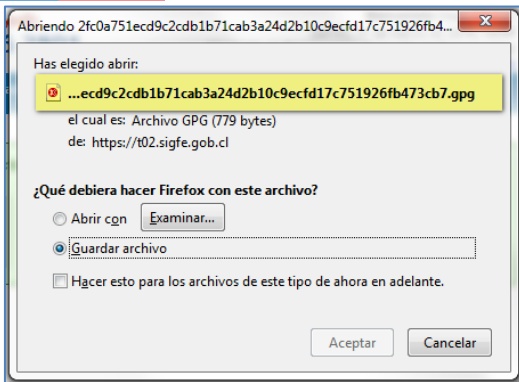 Abriendo 2fc0a751ecd9c2cdb1b71cab3a24d2b10c9ecfd17c751926fb4...
Has elegido abrir:
...ecd9c2cdb1b71cab3a24d2b10c9ecfd17c751926fb473cb7.gpg
el cual es: Archivo GPG (779 bytes)
de: https://t02.sigfe.gob.cl
¿Qué debiera hacer Firefox con este archivo?
Abrir con Examinar...
Guardar archivo
Hacer esto para los archivos de este tipo de ahora en adelante.
Aceptar Cancelar